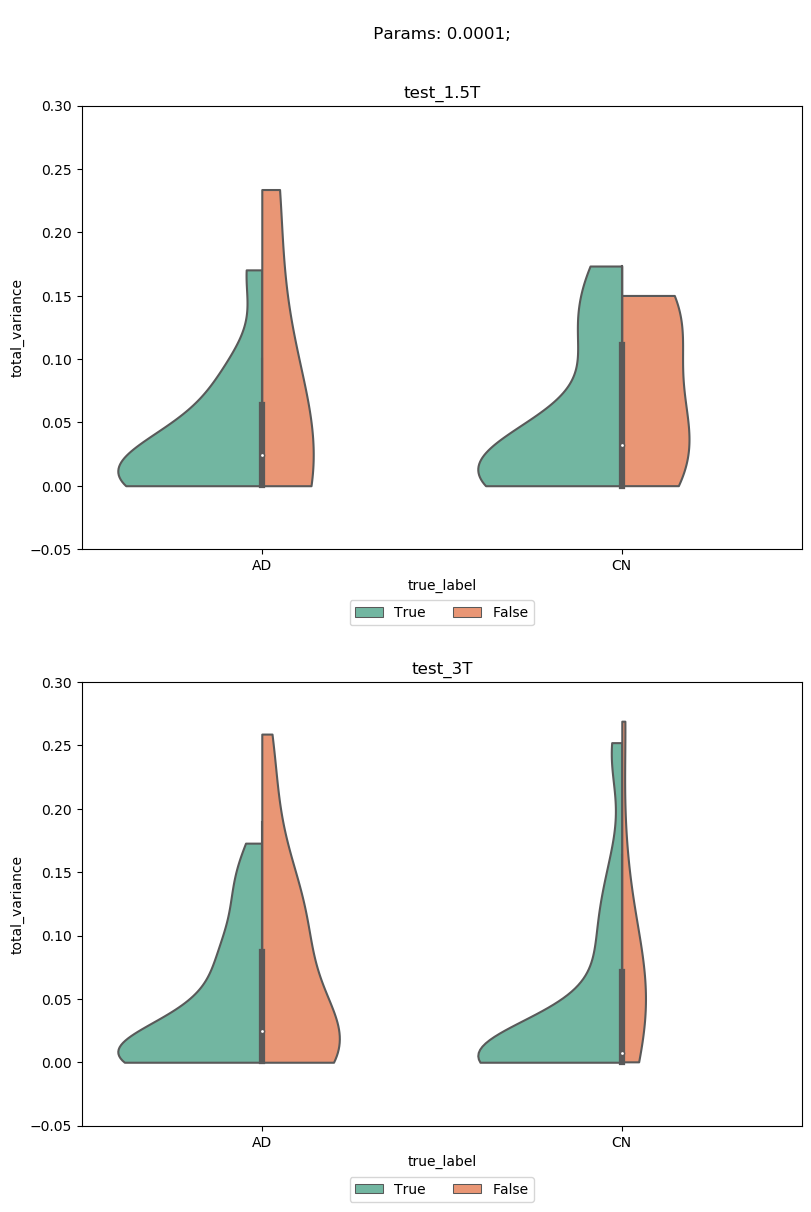 Params: 0.0001;
test_1.5T
0.30
0.25
0.20
0.15
0.10
0.05
0.00
−0.05
total_variance
AD CN
true_label
True False
test_3T
0.30
0.25
0.20
0.15
0.10
0.05
0.00
−0.05
total_variance
AD CN
true_label
True False